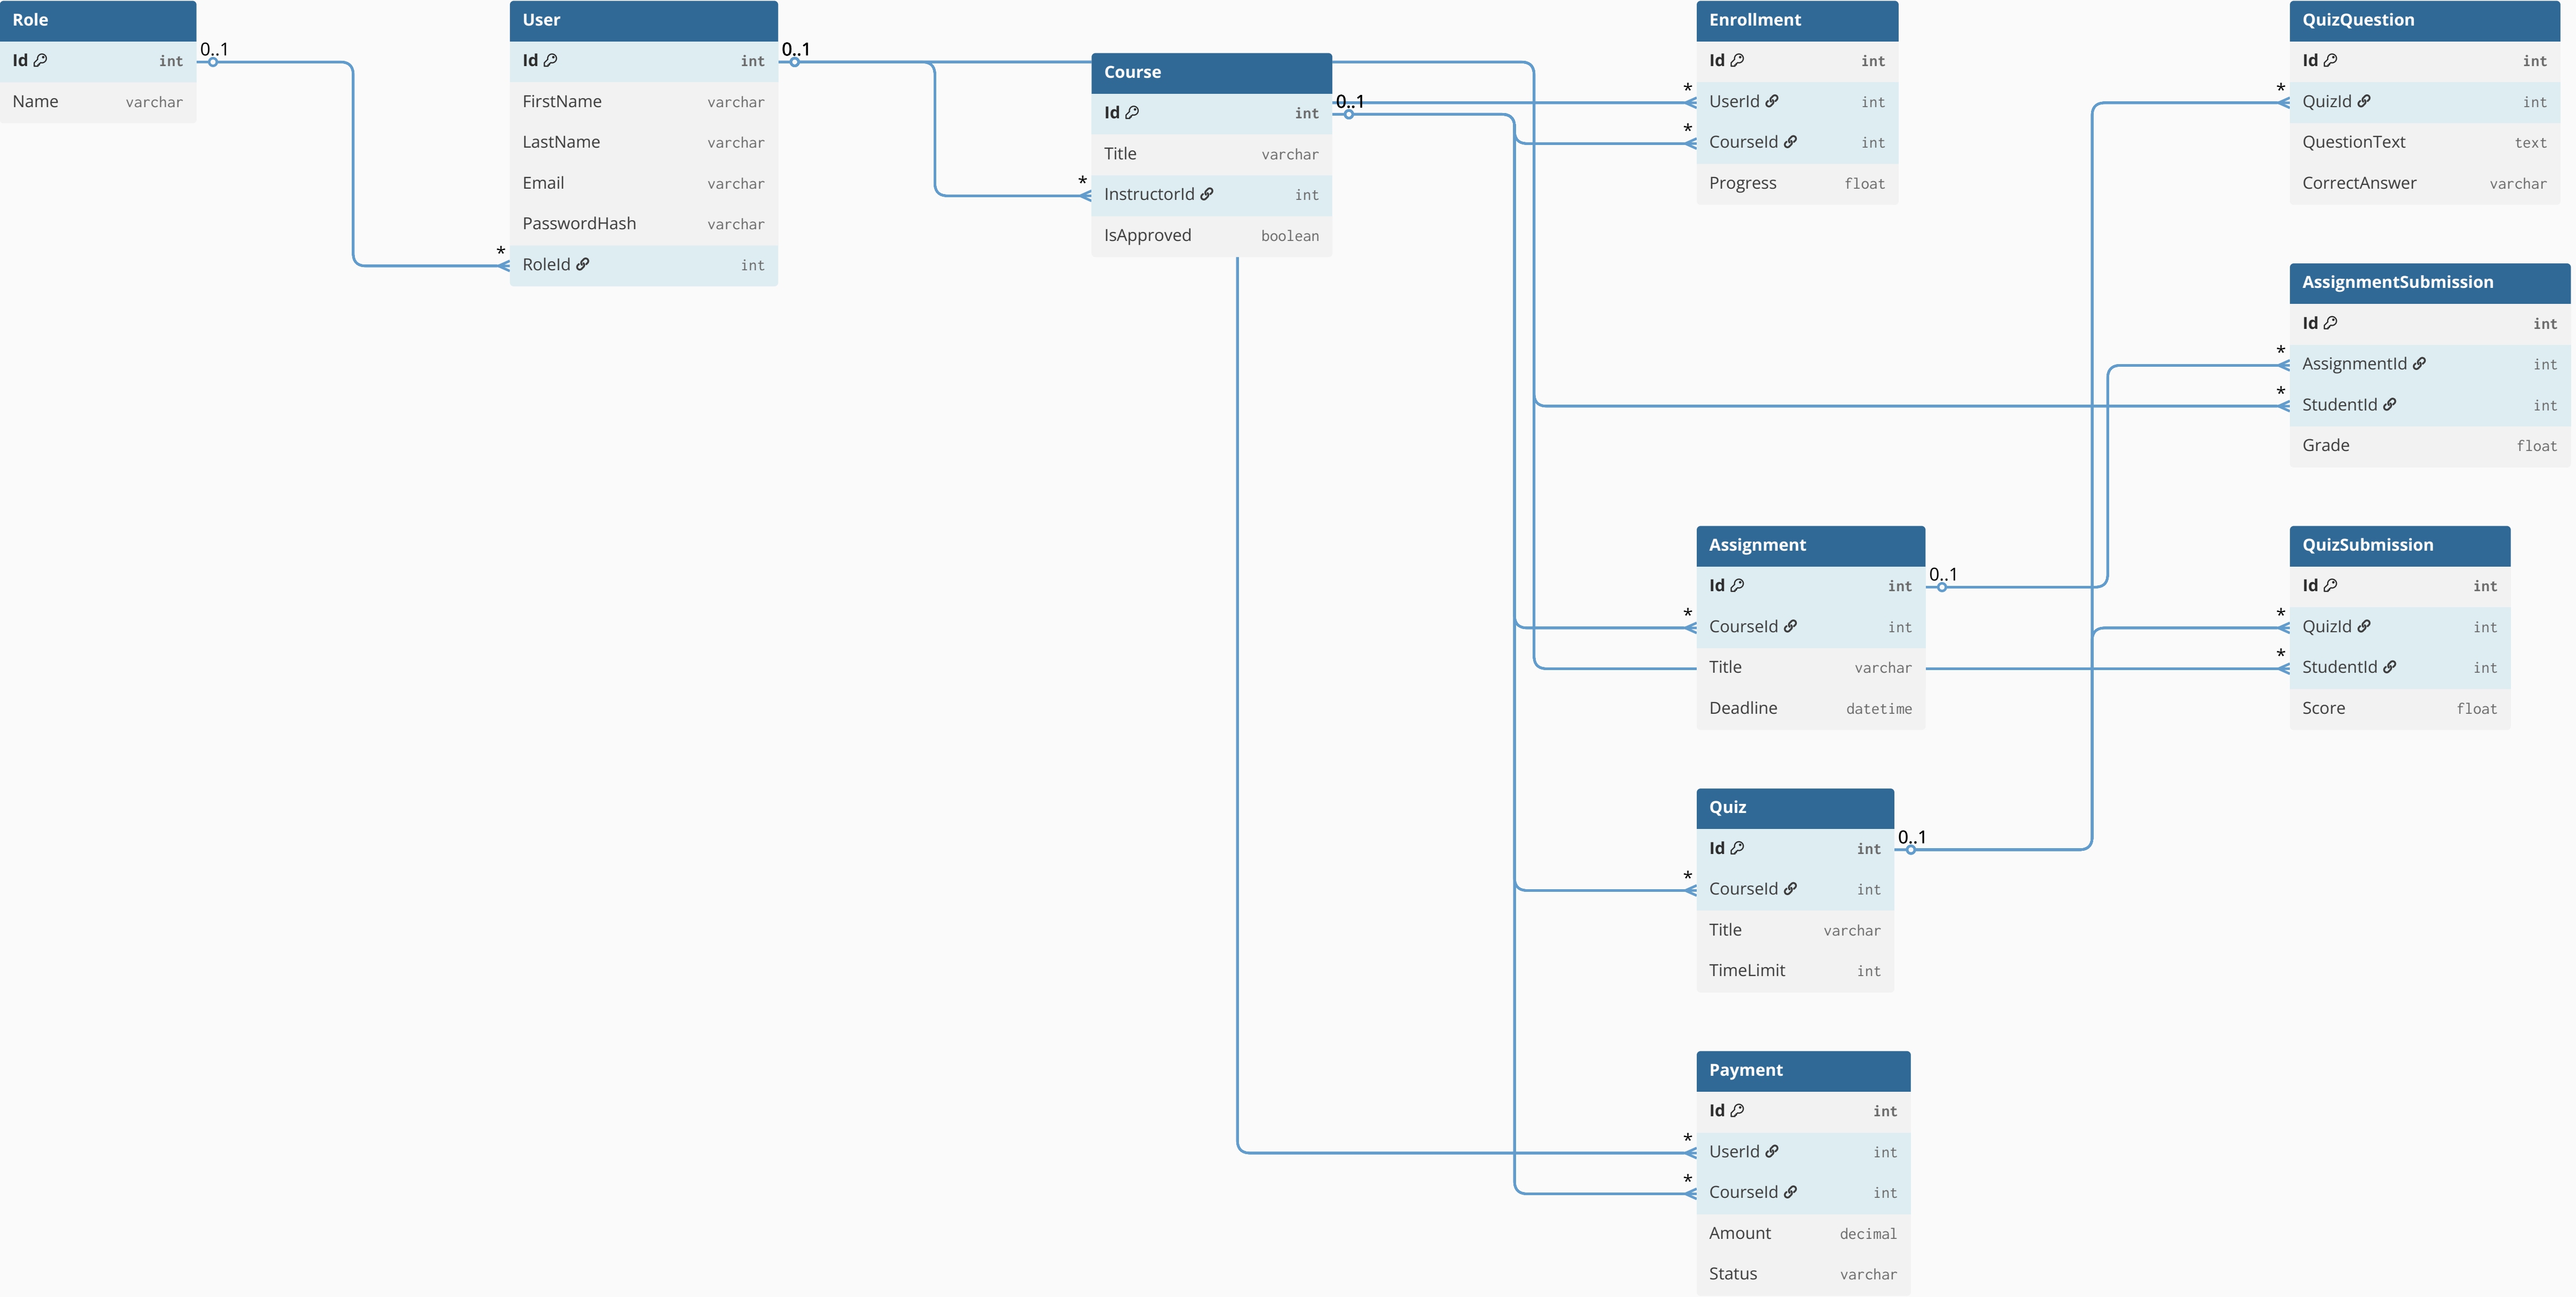 Role
Id int
Name varchar
0..1
User
Id int
FirstName varchar
LastName varchar
Email varchar
PasswordHash varchar
* RoleId int
0..1
Course
Id int
Title varchar
* InstructorId int
IsApproved boolean
0..1
Enrollment
Id int
* UserId int
* CourseId int
Progress float
Assignment
Id int
0..1
* CourseId int
Title varchar
Deadline datetime
Quiz
Id int
0..1
* CourseId int
Title varchar
TimeLimit int
Payment
Id int
* UserId int
* CourseId int
Amount decimal
Status varchar
QuizQuestion
Id int
* QuizId int
QuestionText text
CorrectAnswer varchar
AssignmentSubmission
Id int
* AssignmentId int
* StudentId int
Grade float
QuizSubmission
Id int
* QuizId int
* StudentId int
Score float